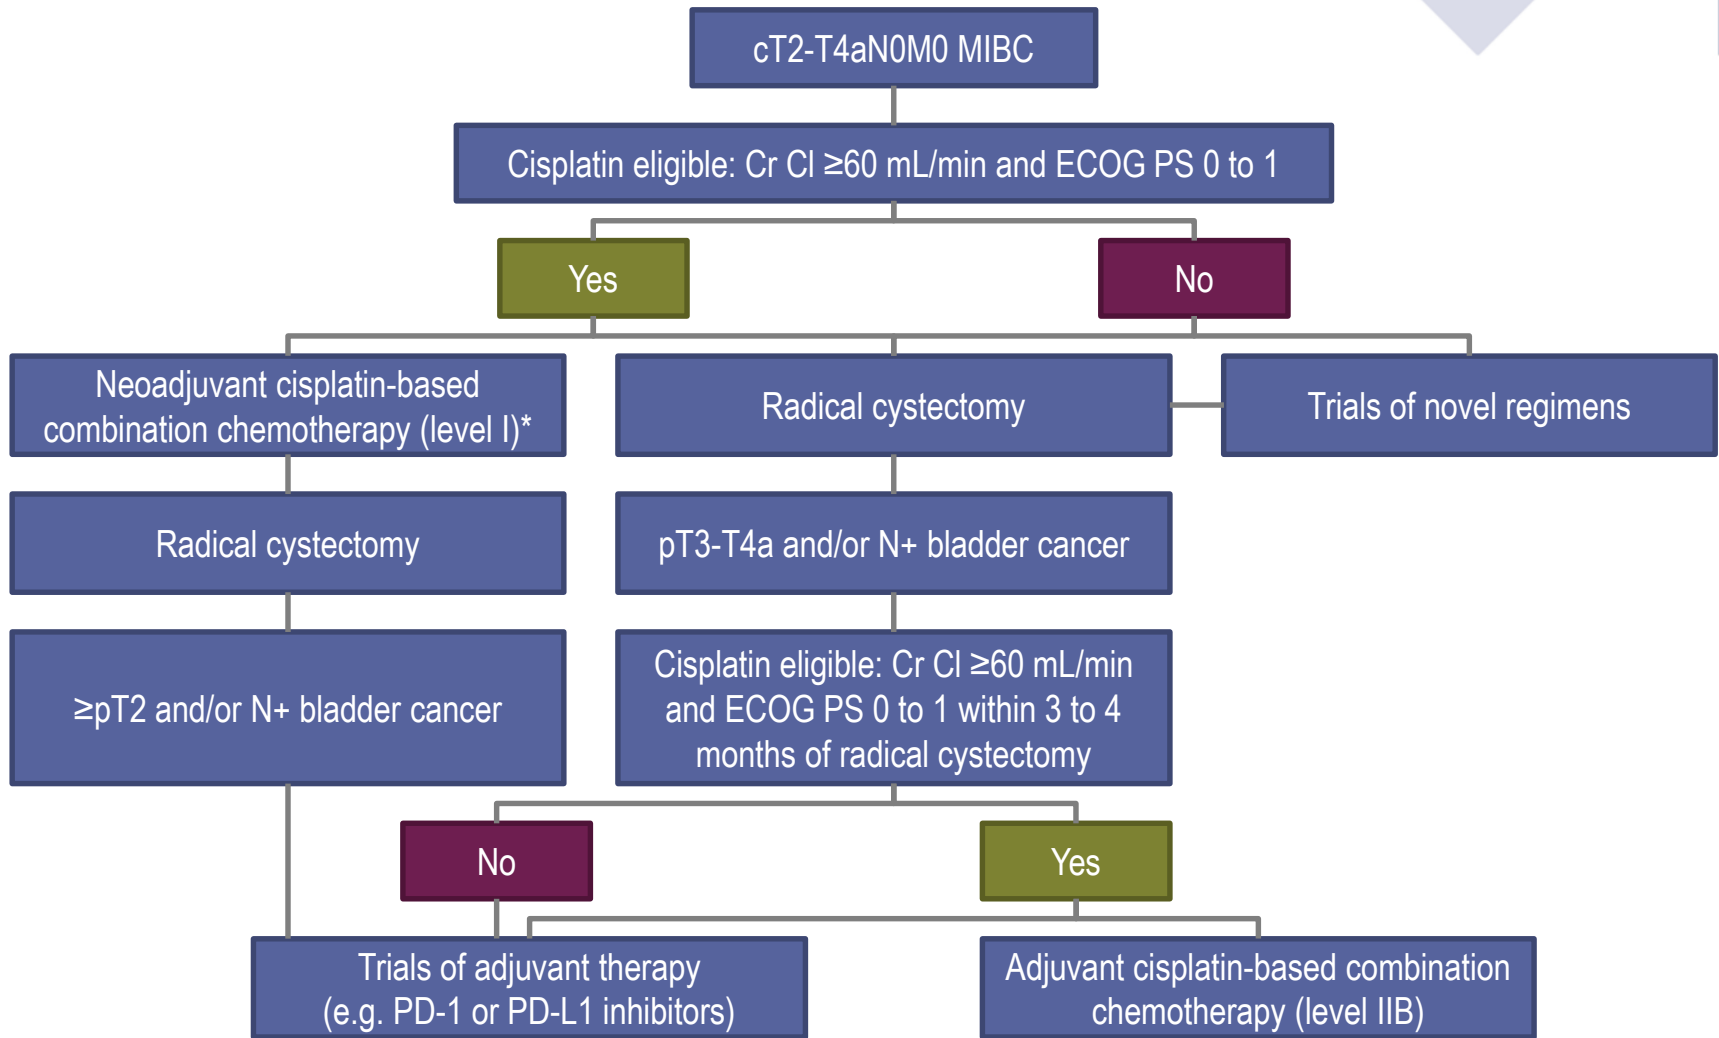 cT2-T4aN0M0 MIBC
Cisplatin eligible: Cr Cl ≥60 mL/min and ECOG PS 0 to 1
Yes
No
Neoadjuvant cisplatin-based
combination chemotherapy (level I)*
Radical cystectomy
Trials of novel regimens
Radical cystectomy
pT3-T4a and/or N+ bladder cancer
≥pT2 and/or N+ bladder cancer
Cisplatin eligible: Cr Cl ≥60 mL/min
and ECOG PS 0 to 1 within 3 to 4
months of radical cystectomy
No
Yes
Trials of adjuvant therapy
(e.g. PD-1 or PD-L1 inhibitors)
Adjuvant cisplatin-based combination
chemotherapy (level IIB)